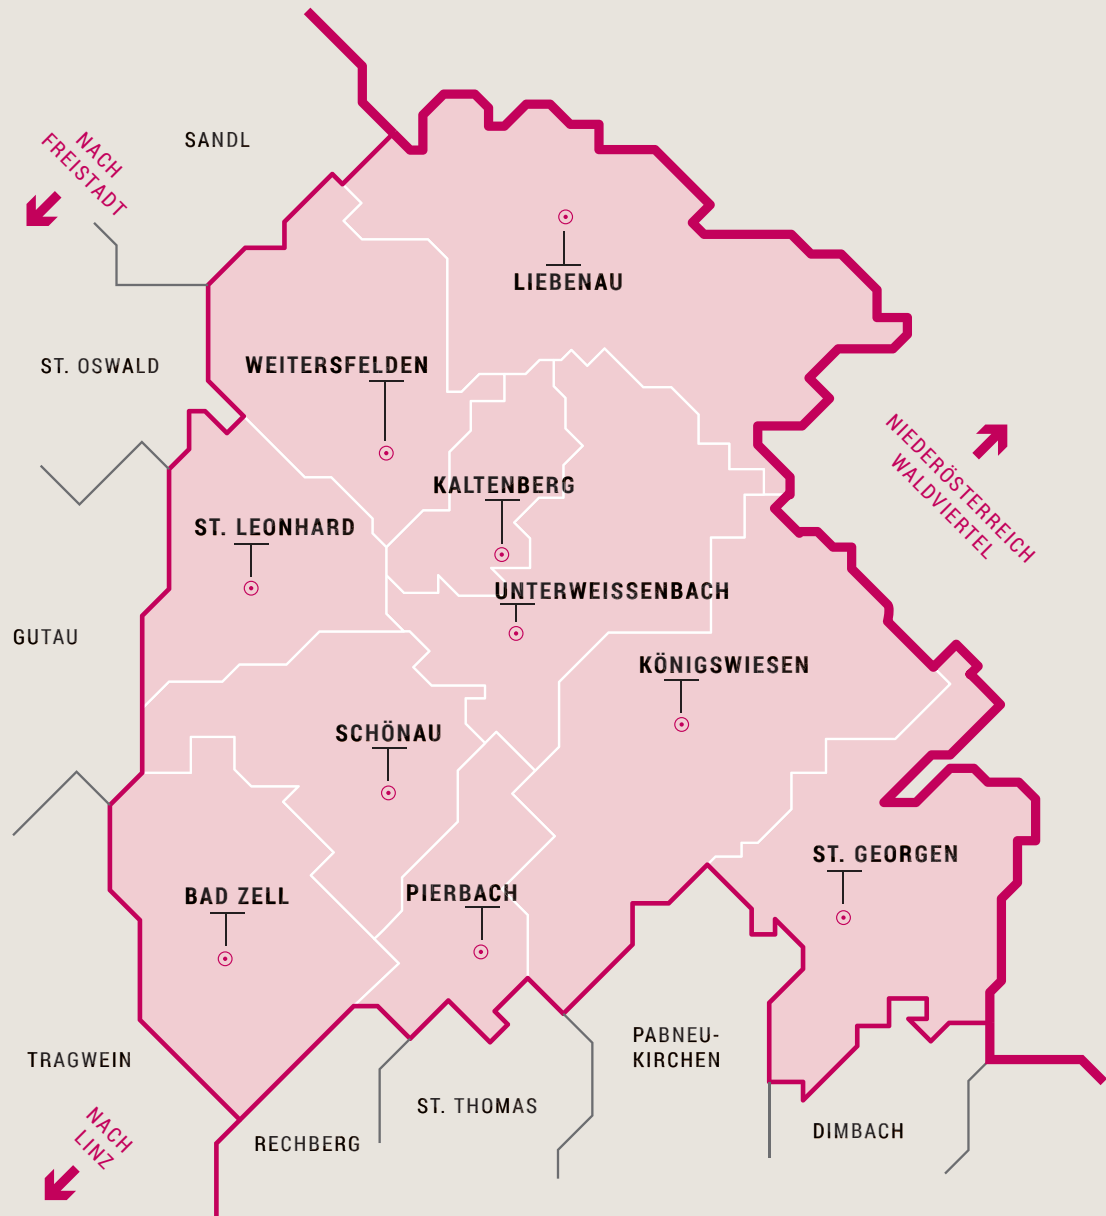 SANDL
NACH
FREISTADT
LIEBENAU
ST. OSWALD
WEITERSFELDEN
NIEDERÖSTERREICH
WALDVIERTEL
KALTENBERG
ST. LEONHARD
UNTERWEISSENBACH
GUTAU
KÖNIGSWIESEN
SCHÖNAU
ST. GEORGEN
BAD ZELL
PIERBACH
PABNEU-
KIRCHEN
TRAGWEIN
ST. THOMAS
NACH
LINZ
RECHBERG
DIMBACH